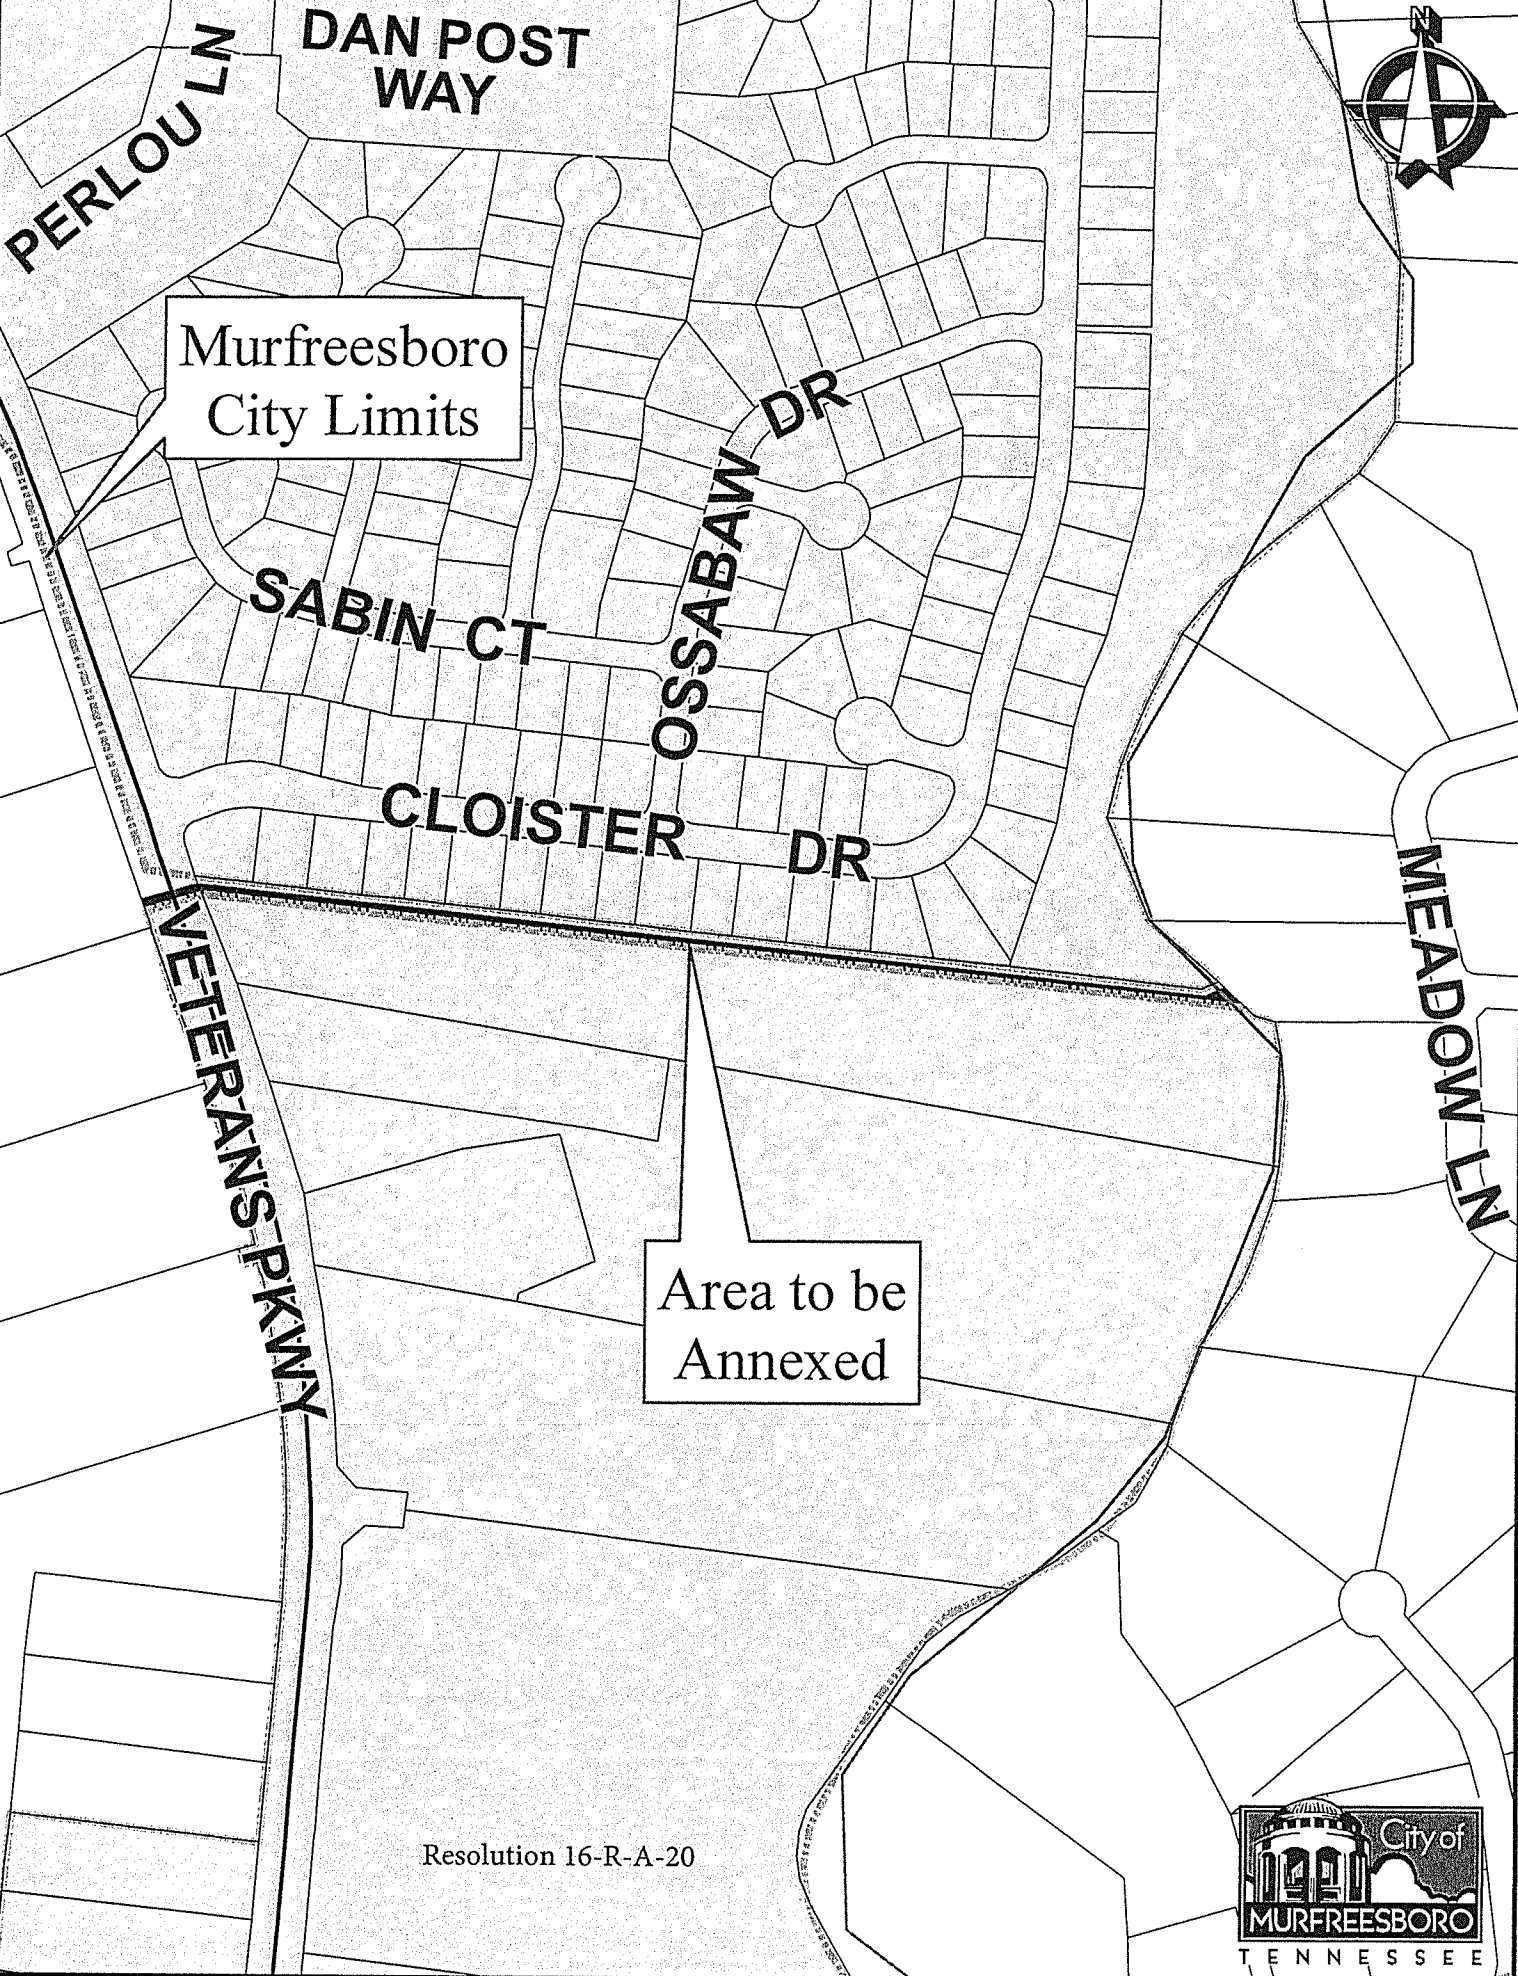 DAN POST
WAY
N
PERLOU LN
Murfreesboro
City Limits
OSSABAW DR
SABIN CT
CLOISTER DR
MEADOW LN
VETERANS PKWY
Area to be
Annexed
Resolution 16-R-A-20
City of
MURFREESBORO
TENNESSEE